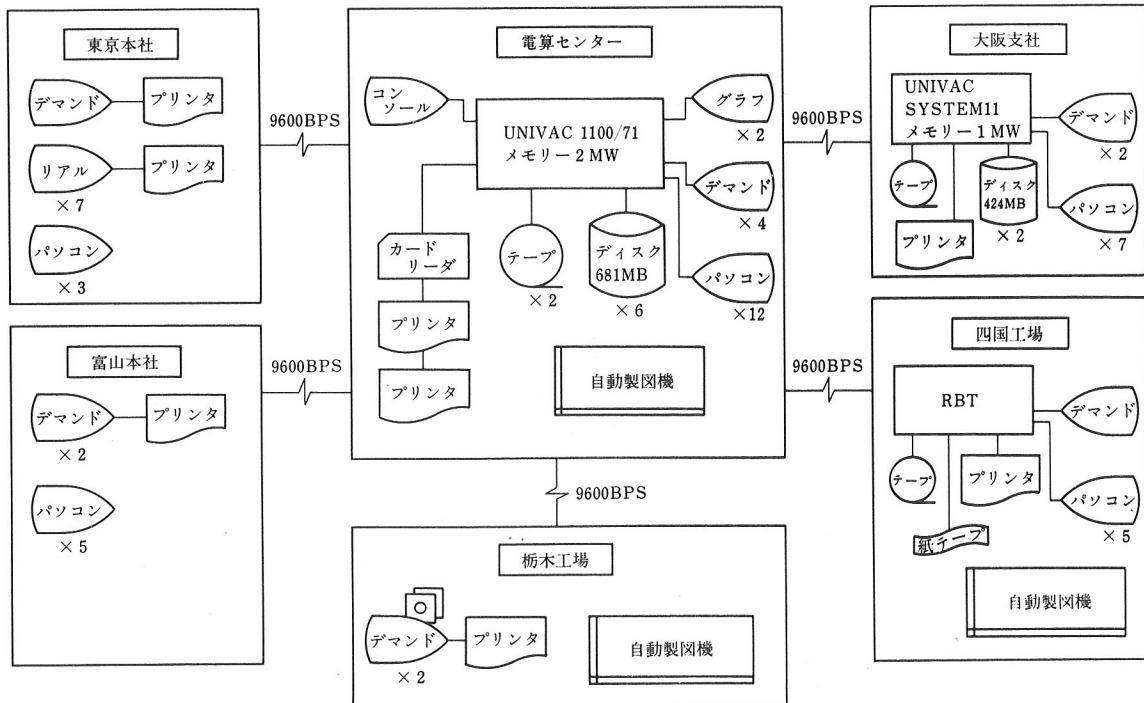 東京本社
デマンド
プリンタ
リアル
×7
プリンタ
パソコン
×3
9600BPS
富山本社
デマンド
×2
プリンタ
パソコン
×5
9600BPS
電算センター
コン
ソール
UNIVAC 1100/71
メモリー2MW
グラフ
×2
デマンド
×4
パソコン
×12
カード
リーダ
プリンタ
プリンタ
テープ
×2
ディスク
681MB
×6
自動製図機
9600BPS
栃木工場
デマンド
×2
プリンタ
自動製図機
9600BPS
大阪支社
UNIVAC
SYSTEM11
メモリー1MW
デマンド
×2
テープ
プリンタ
ディスク
424MB
×2
パソコン
×7
9600BPS
四国工場
RBT
デマンド
テープ
プリンタ
紙テープ
パソコン
×5
自動製図機